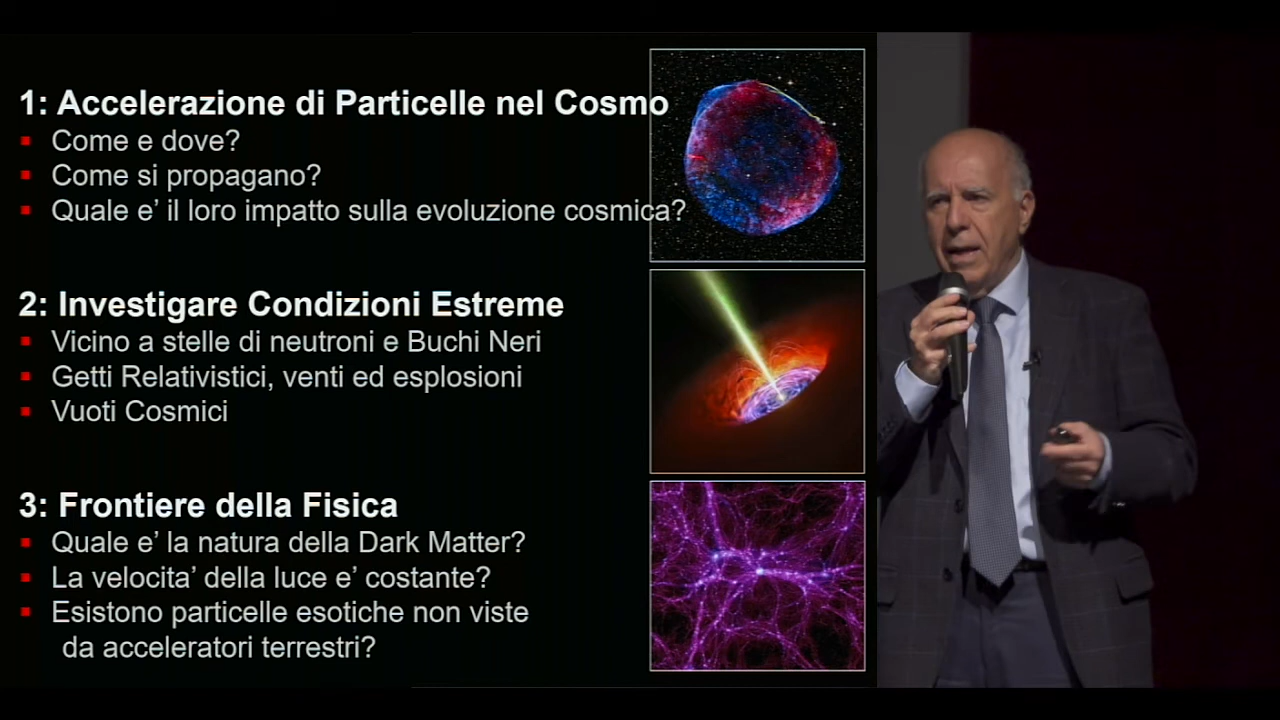 1: Accelerazione di Particelle nel Cosmo
Come e dove?
Come si propagano?
Quale e' il loro impatto sulla evoluzione cosmica?
2: Investigare Condizioni Estreme
Vicino a stelle di neutroni e Buchi Neri
Getti Relativistici, venti ed esplosioni
Vuoti Cosmici
3: Frontiere della Fisica
Quale e' la natura della Dark Matter?
La velocita' della luce e' costante?
Esistono particelle esotiche non viste
da acceleratori terrestri?